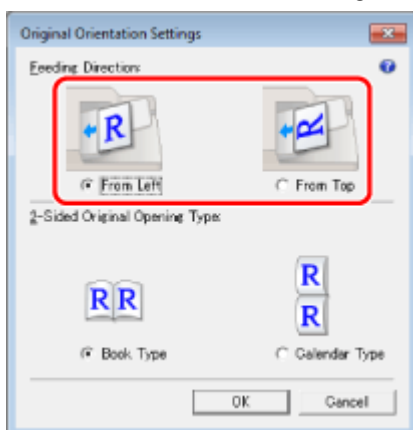 Original Orientation Settings
Feeding Direction:
R R
From Left From Top
2-Sided Original Opening Type:
R R R
R
Book Type Calendar Type
OK Cancel